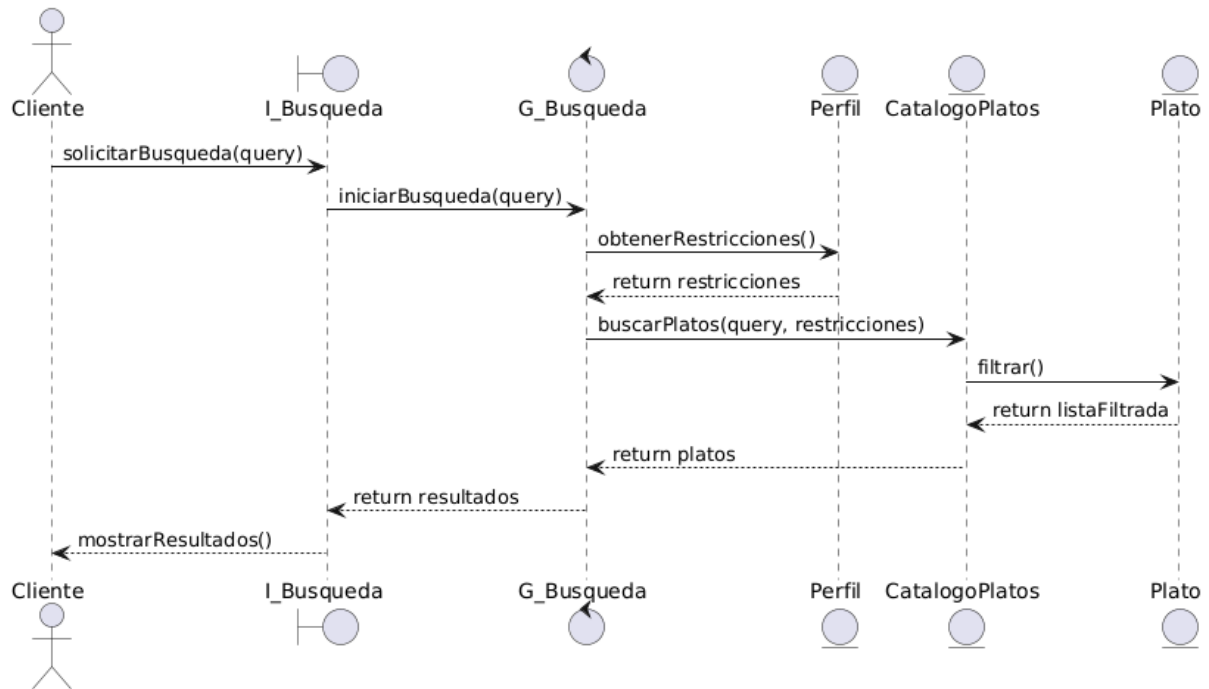 Cliente I_Busqueda G_Busqueda Perfil CatalogoPlatos Plato
solicitarBusqueda(query)
iniciarBusqueda(query)
obtenerRestricciones()
return restricciones
buscarPlatos(query, restricciones)
filtrar()
return listaFiltrada
return platos
return resultados
mostrarResultados()
Cliente I_Busqueda G_Busqueda Perfil CatalogoPlatos Plato